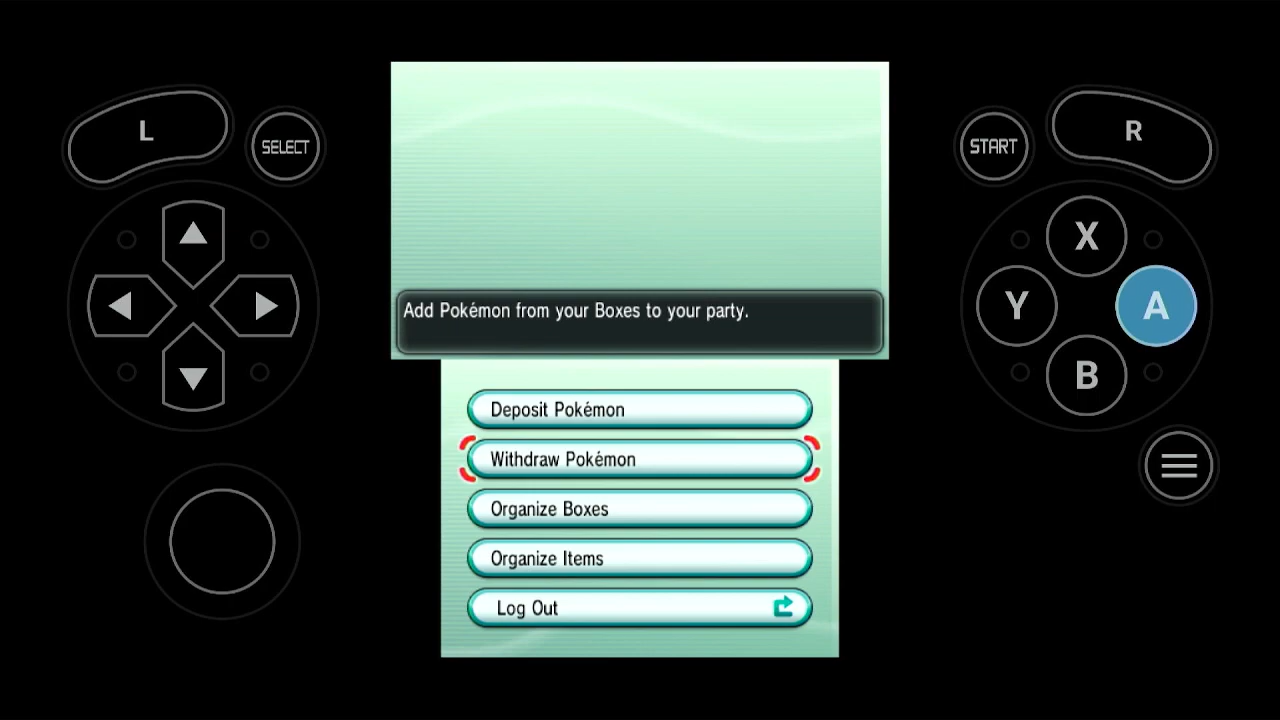 L
SELECT
START
R
X
Y
A
B
Add Pokémon from your Boxes to your party.
Deposit Pokémon
Withdraw Pokémon
Organize Boxes
Organize Items
Log Out